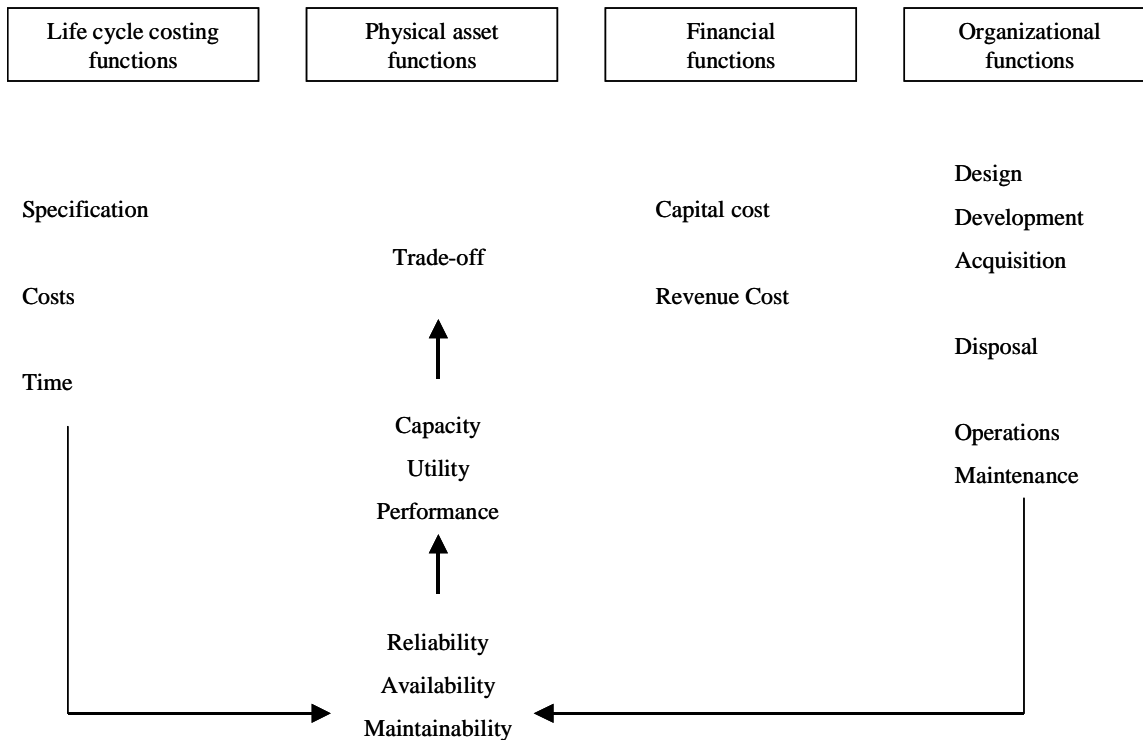 Life cycle costing
functions
Physical asset
functions
Financial
functions
Organizational
functions
Specification
Costs
Time
Trade-off
Capacity
Utility
Performance
Reliability
Availability
Maintainability
Capital cost
Revenue Cost
Design
Development
Acquisition
Disposal
Operations
Maintenance